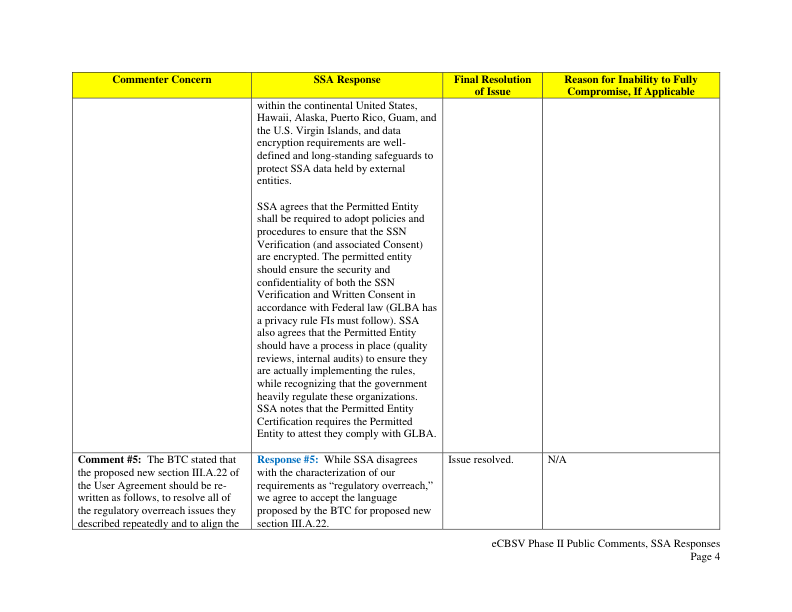 Commenter Concern
SSA Response
Final Resolution
of Issue
Reason for Inability to Fully
Compromise, If Applicable
within the continental United States,
Hawaii, Alaska, Puerto Rico, Guam, and
the U.S. Virgin Islands, and data
encryption requirements are well-
defined and long-standing safeguards to
protect SSA data held by external
entities.
SSA agrees that the Permitted Entity
shall be required to adopt policies and
procedures to ensure that the SSN
Verification (and associated Consent)
are encrypted. The permitted entity
should ensure the security and
confidentiality of both the SSN
Verification and Written Consent in
accordance with Federal law (GLBA has
a privacy rule FIs must follow). SSA
also agrees that the Permitted Entity
should have a process in place (quality
reviews, internal audits) to ensure they
are actually implementing the rules,
while recognizing that the government
heavily regulate these organizations.
SSA notes that the Permitted Entity
Certification requires the Permitted
Entity to attest they comply with GLBA.
Comment #5: The BTC stated that
the proposed new section III.A.22 of
the User Agreement should be re-
written as follows, to resolve all of
the regulatory overreach issues they
described repeatedly and to align the
Response #5: While SSA disagrees
with the characterization of our
requirements as “regulatory overreach,”
we agree to accept the language
proposed by the BTC for proposed new
section III.A.22.
Issue resolved.
N/A
eCBSV Phase II Public Comments, SSA Responses
Page 4